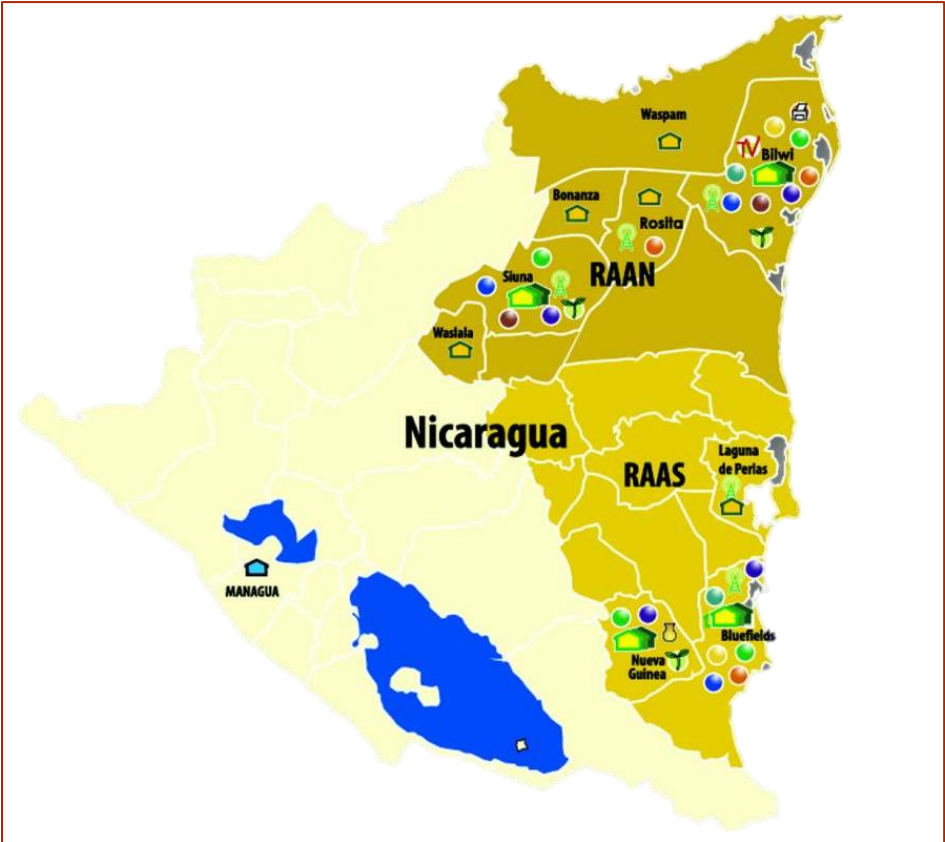 Waspam
TV
Bilwi
Bonanza
Rosita
Siuna
RAAN
Waslala
Nicaragua
Laguna
de Perlas
RAAS
MANAGUA
Bluefields
Nueva
Guinea